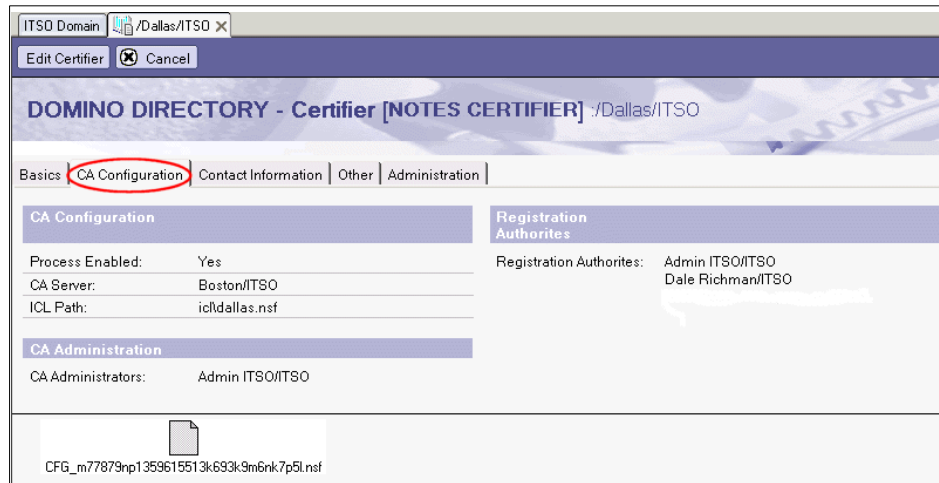 ITSO Domain /Dallas/ITSO
Edit Certifier Cancel
DOMINO DIRECTORY - Certifier [NOTES CERTIFIER] :/Dallas/ITSO
Basics CA Configuration Contact Information Other Administration
CA Configuration
Process Enabled: Yes
CA Server: Boston/ITSO
ICL Path: icl\dallas.nsf
CA Administration
CA Administrators: Admin ITSO/ITSO
Registration
Authorites
Registration Authorites: Admin ITSO/ITSO
Dale Richman/ITSO
CFG_m77879np1359615513k693k9m6nk7p5l.nsf